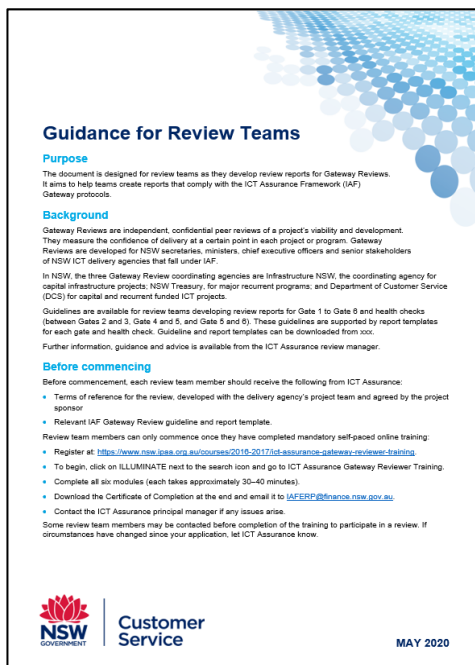 Guidance for Review Teams
Purpose
The document is designed for review teams as they develop review reports for Gateway Reviews.
It aims to help teams create reports that comply with the ICT Assurance Framework (IAF)
Gateway protocols.
Background
Gateway Reviews are independent, confidential peer reviews of a project's viability and development.
They measure the confidence of delivery at a certain point in each project or program. Gateway
Reviews are developed for NSW secretaries, ministers, chief executive officers and senior stakeholders
of NSW ICT delivery agencies that fall under IAF.
In NSW, the three Gateway Review coordinating agencies are Infrastructure NSW, the coordinating agency for
capital infrastructure projects; NSW Treasury, for major recurrent programs; and Department of Customer Service
(DCS) for capital and recurrent funded ICT projects.
Guidelines are available for review teams developing review reports for Gate 1 to Gate 6 and health checks
(between Gates 2 and 3, Gate 4 and 5, and Gate 5 and 6). These guidelines are supported by report templates
for each gate and health check. Guideline and report templates can be downloaded from xxx.
Further information, guidance and advice is available from the ICT Assurance review manager.
Before commencing
Before commencement, each review team member should receive the following from ICT Assurance:
• Terms of reference for the review, developed with the delivery agency's project team and agreed by the project
sponsor
• Relevant IAF Gateway Review guideline and report template.
Review team members can only commence once they have completed mandatory self-paced online training:
• Register at: https://www.nsw.ipaa.org.au/courses/2016-2017/ict-assurance-gateway-reviewer-training.
• To begin, click on ILLUMINATE next to the search icon and go to ICT Assurance Gateway Reviewer Training.
• Complete all six modules (each takes approximately 30–40 minutes).
• Download the Certificate of Completion at the end and email it to IAFERP@finance.nsw.gov.au.
• Contact the ICT Assurance principal manager if any issues arise.
Some review team members may be contacted before completion of the training to participate in a review. If
circumstances have changed since your application, let ICT Assurance know.
NSW
GOVERNMENT
Customer
Service
MAY 2020